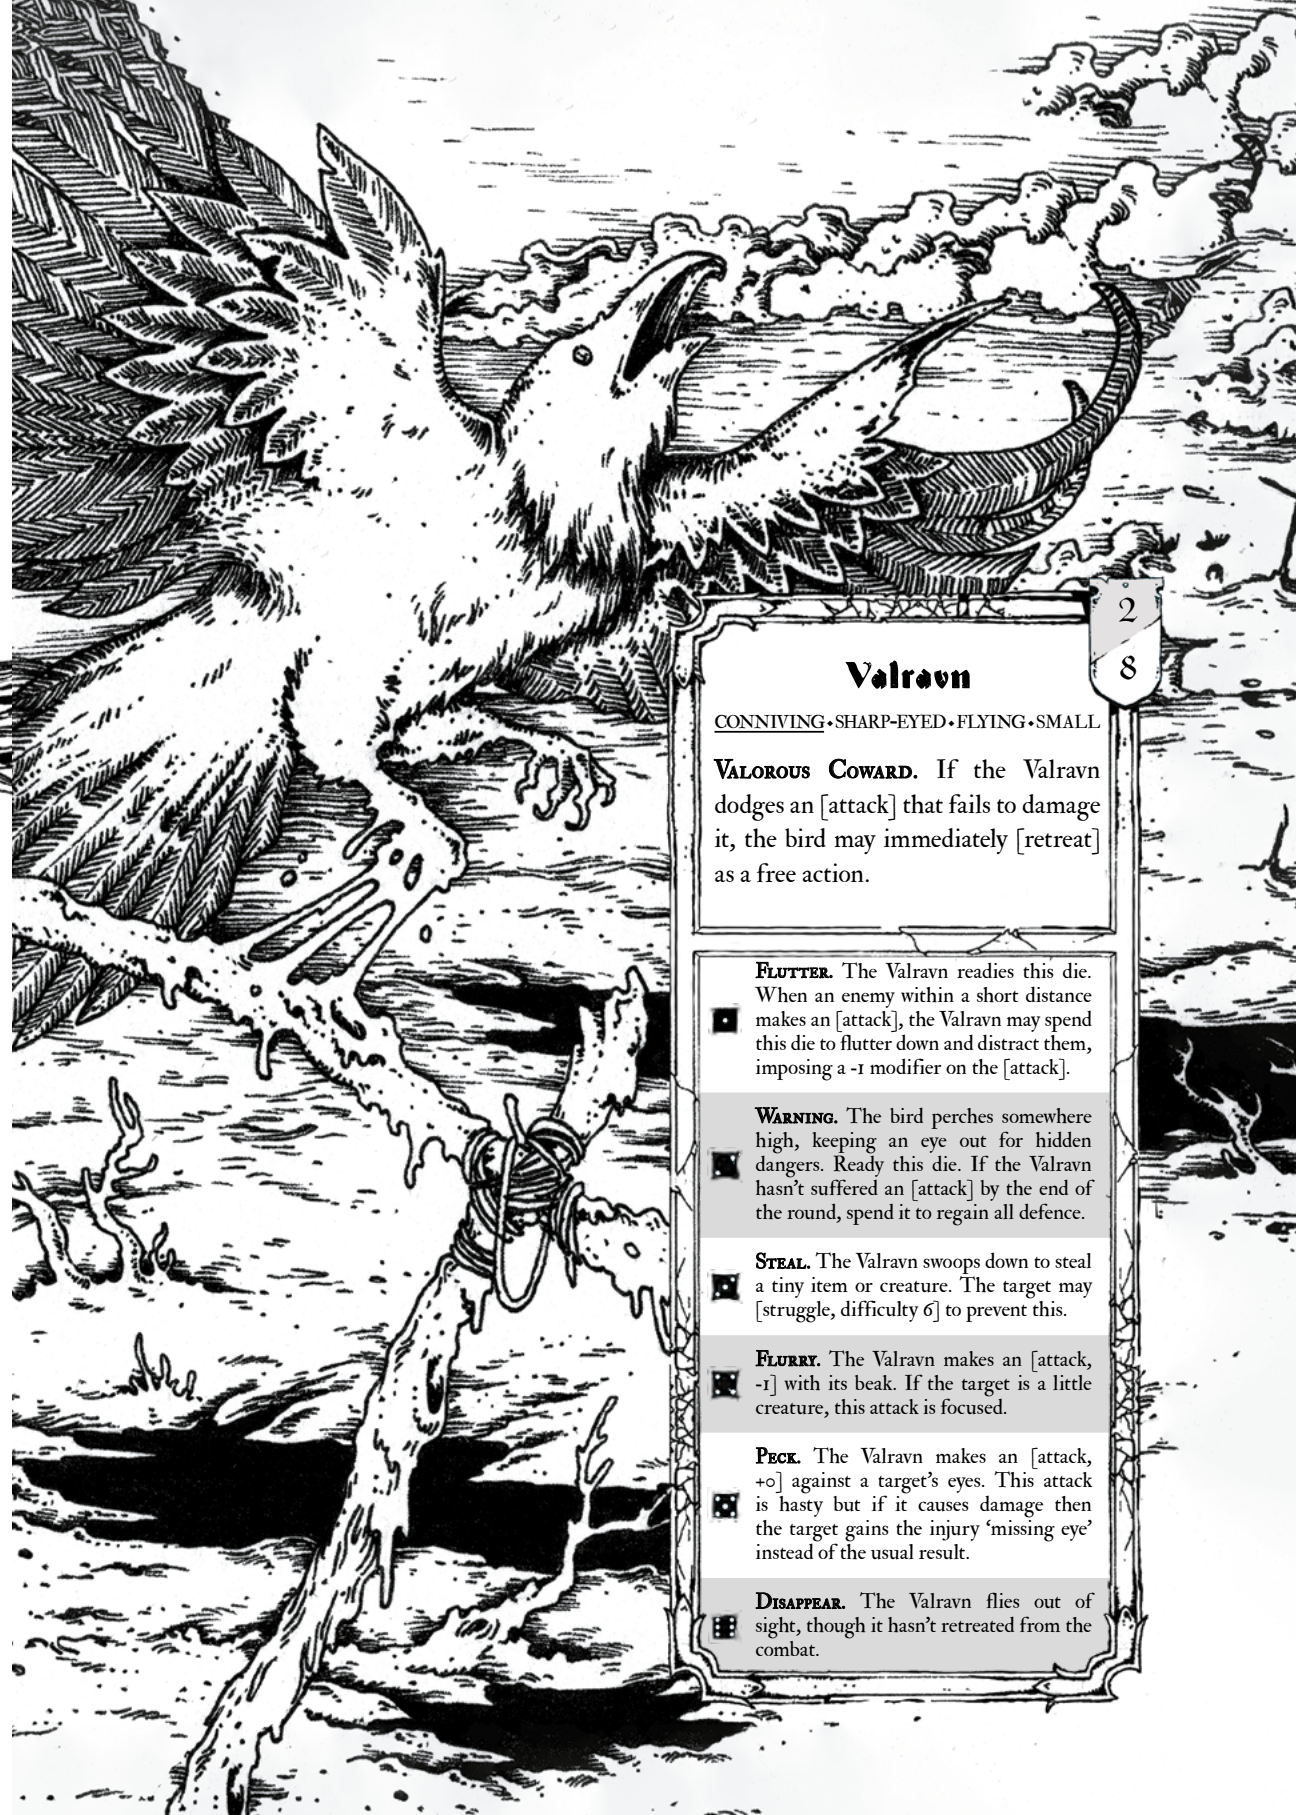 2
8
Valravn
CONNIVING•SHARP-EYED•FLYING•SMALL
VALOROUS COWARD. If the Valravn
dodges an [attack] that fails to damage
it, the bird may immediately [retreat]
as a free action.
FLUTTER. The Valravn readies this die.
When an enemy within a short distance
makes an [attack], the Valravn may spend
this die to flutter down and distract them,
imposing a -1 modifier on the [attack].
WARNING. The bird perches somewhere
high, keeping an eye out for hidden
dangers. Ready this die. If the Valravn
hasn't suffered an [attack] by the end of
the round, spend it to regain all defence.
STEAL. The Valravn swoops down to steal
a tiny item or creature. The target may
[struggle, difficulty 6] to prevent this.
FLURRY. The Valravn makes an [attack,
-1] with its beak. If the target is a little
creature, this attack is focused.
PECK. The Valravn makes an [attack,
+0] against a target's eyes. This attack
is hasty but if it causes damage then
the target gains the injury 'missing eye'
instead of the usual result.
DISAPPEAR. The Valravn flies out of
sight, though it hasn't retreated from the
combat.